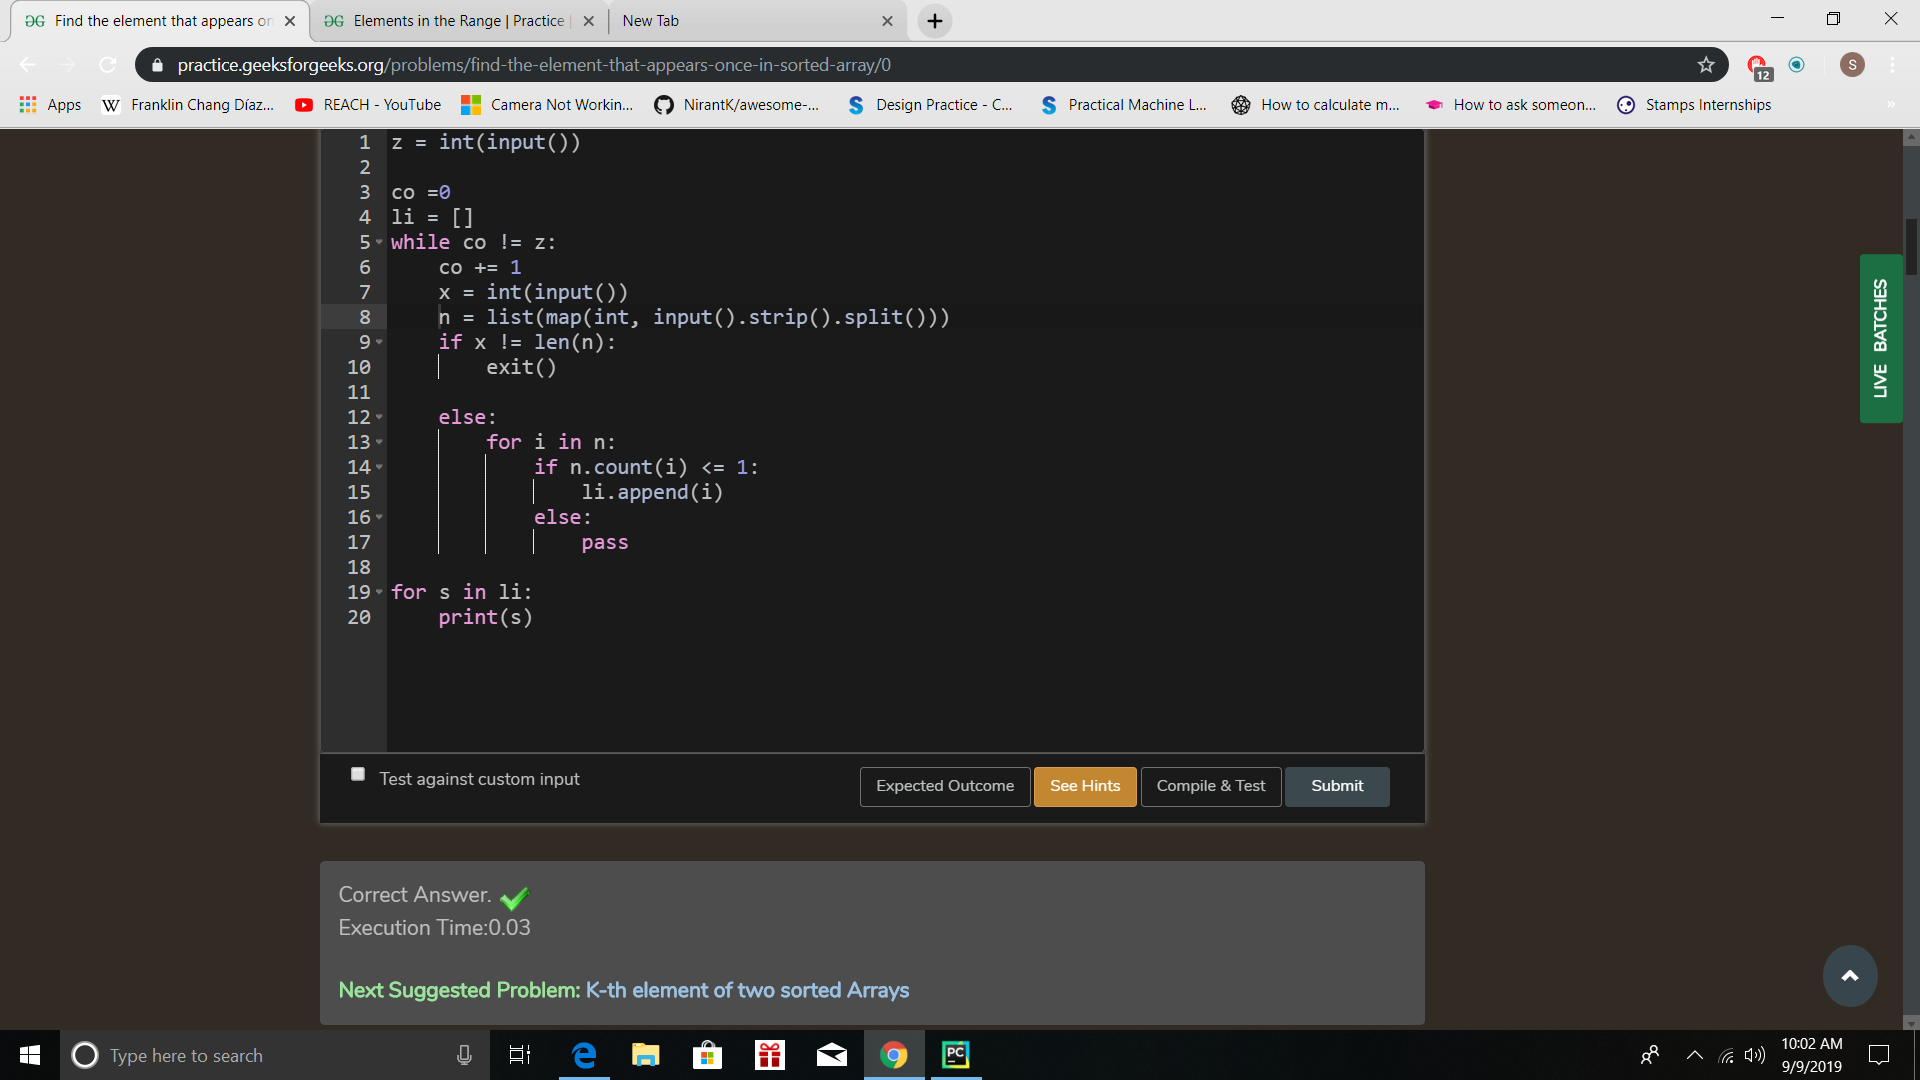 Find the element that appears on
Elements in the Range | Practice |
New Tab
practice.geeksforgeeks.org/problems/find-the-element-that-appears-once-in-sorted-array/0
12
S
Apps
W Franklin Chang Díaz...
REACH - YouTube
Camera Not Workin...
NirantK/awesome-...
S Design Practice - C...
S Practical Machine L...
How to calculate m...
How to ask someon...
Stamps Internships
»
1 z = int(input())
2
3 co =0
4 li = []
5 while co != z:
6 co += 1
7 x = int(input())
8 n = list(map(int, input().strip().split()))
9 if x != len(n):
10 exit()
11
12 else:
13 for i in n:
14 if n.count(i) <= 1:
15 li.append(i)
16 else:
17 pass
18
19 for s in li:
20 print(s)
LIVE BATCHES
Test against custom input
Expected Outcome
See Hints
Compile & Test
Submit
Correct Answer.
Execution Time:0.03
Next Suggested Problem: K-th element of two sorted Arrays
Type here to search
PC
10:02 AM
9/9/2019